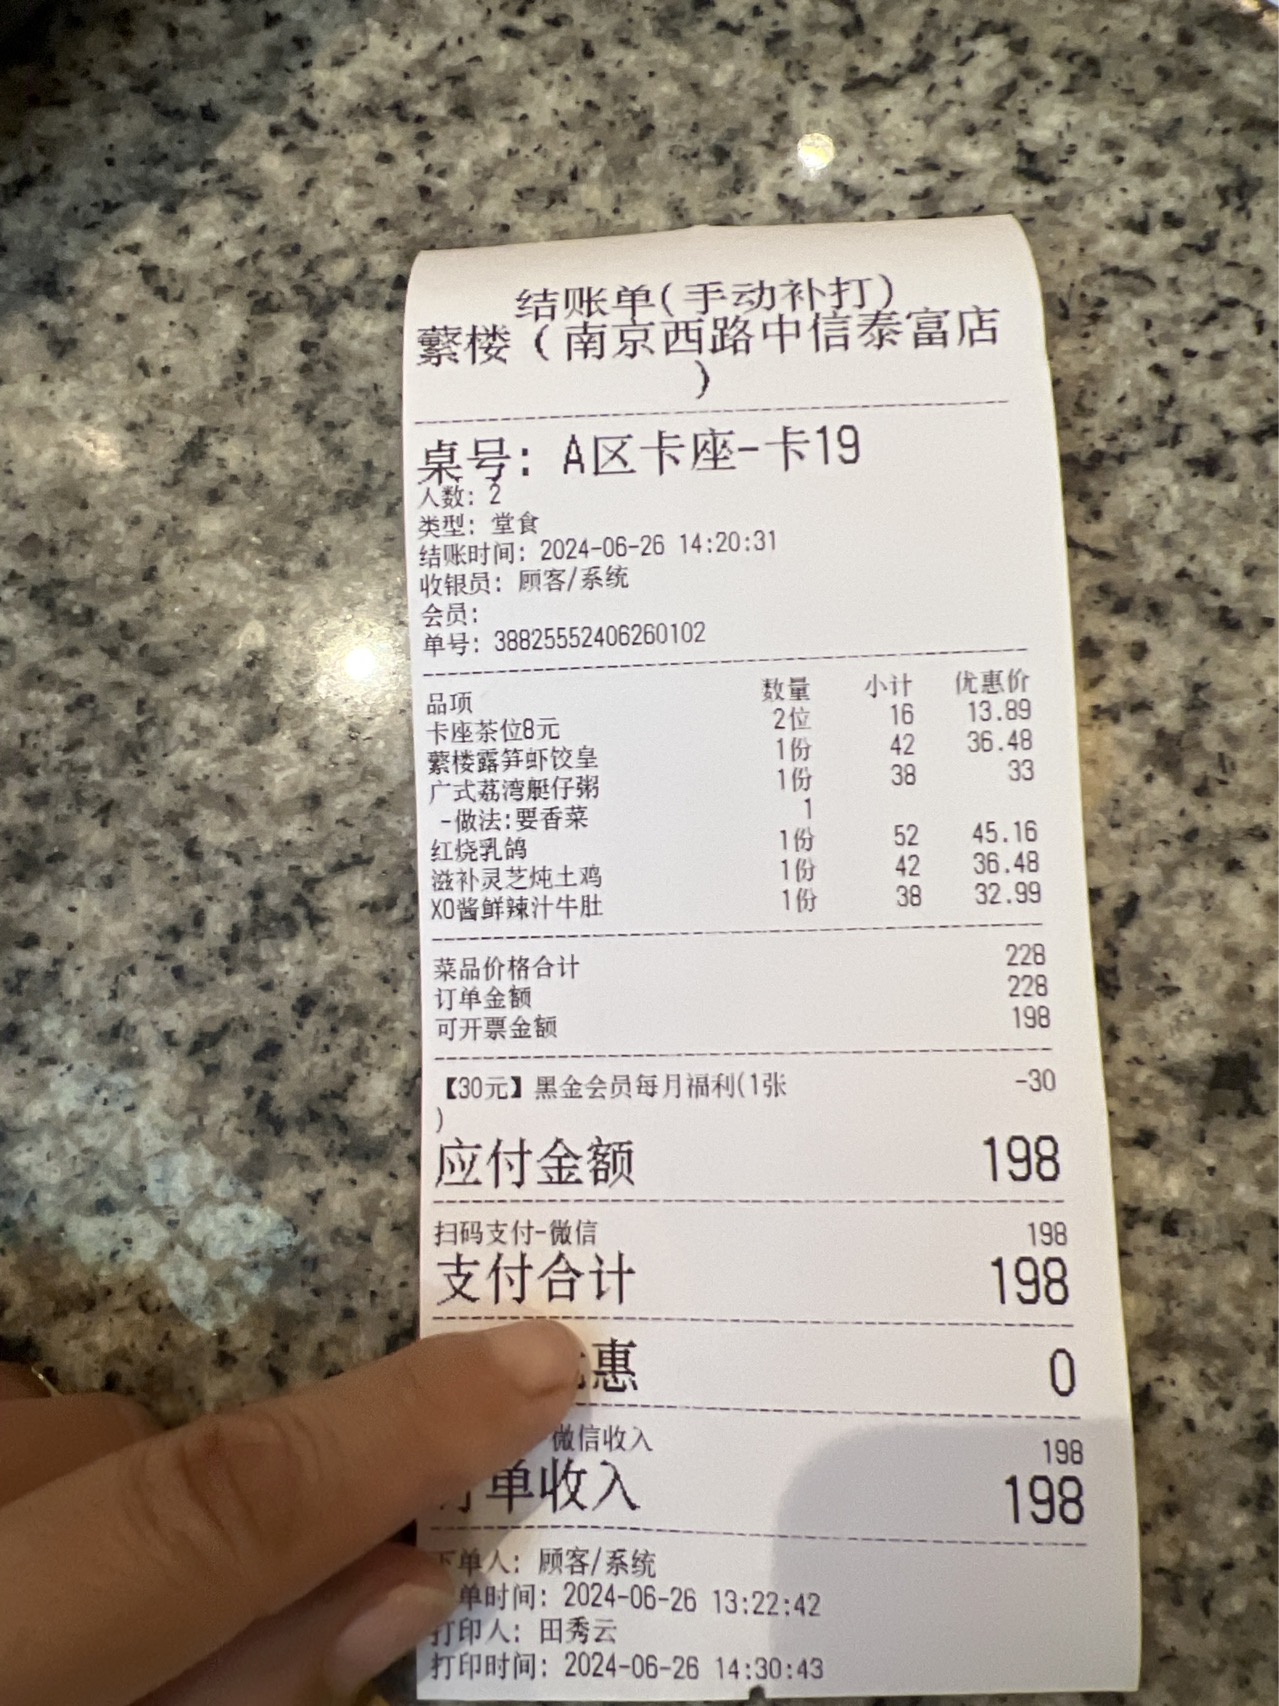 结账单(手动补打)
蘩楼（南京西路中信泰富店
）
桌号: A区卡座-卡19
人数: 2
类型: 堂食
结账时间: 2024-06-26 14:20:31
收银员: 顾客/系统
会员:
单号: 38825552406260102
品项 数量 小计 优惠价
卡座茶位8元 2位 16 13.89
蘩楼露笋虾饺皇 1份 42 36.48
广式荔湾艇仔粥 1份 38 33
-做法:要香菜 1
红烧乳鸽 1份 52 45.16
滋补灵芝炖土鸡 1份 42 36.48
XO酱鲜辣汁牛肚 1份 38 32.99
菜品价格合计 228
订单金额 228
可开票金额 198
【30元】黑金会员每月福利(1张 -30
)
应付金额 198
扫码支付-微信 198
支付合计 198
惠 0
微信收入 198
单收入 198
下单人: 顾客/系统
单时间: 2024-06-26 13:22:42
打印人: 田秀云
打印时间: 2024-06-26 14:30:43